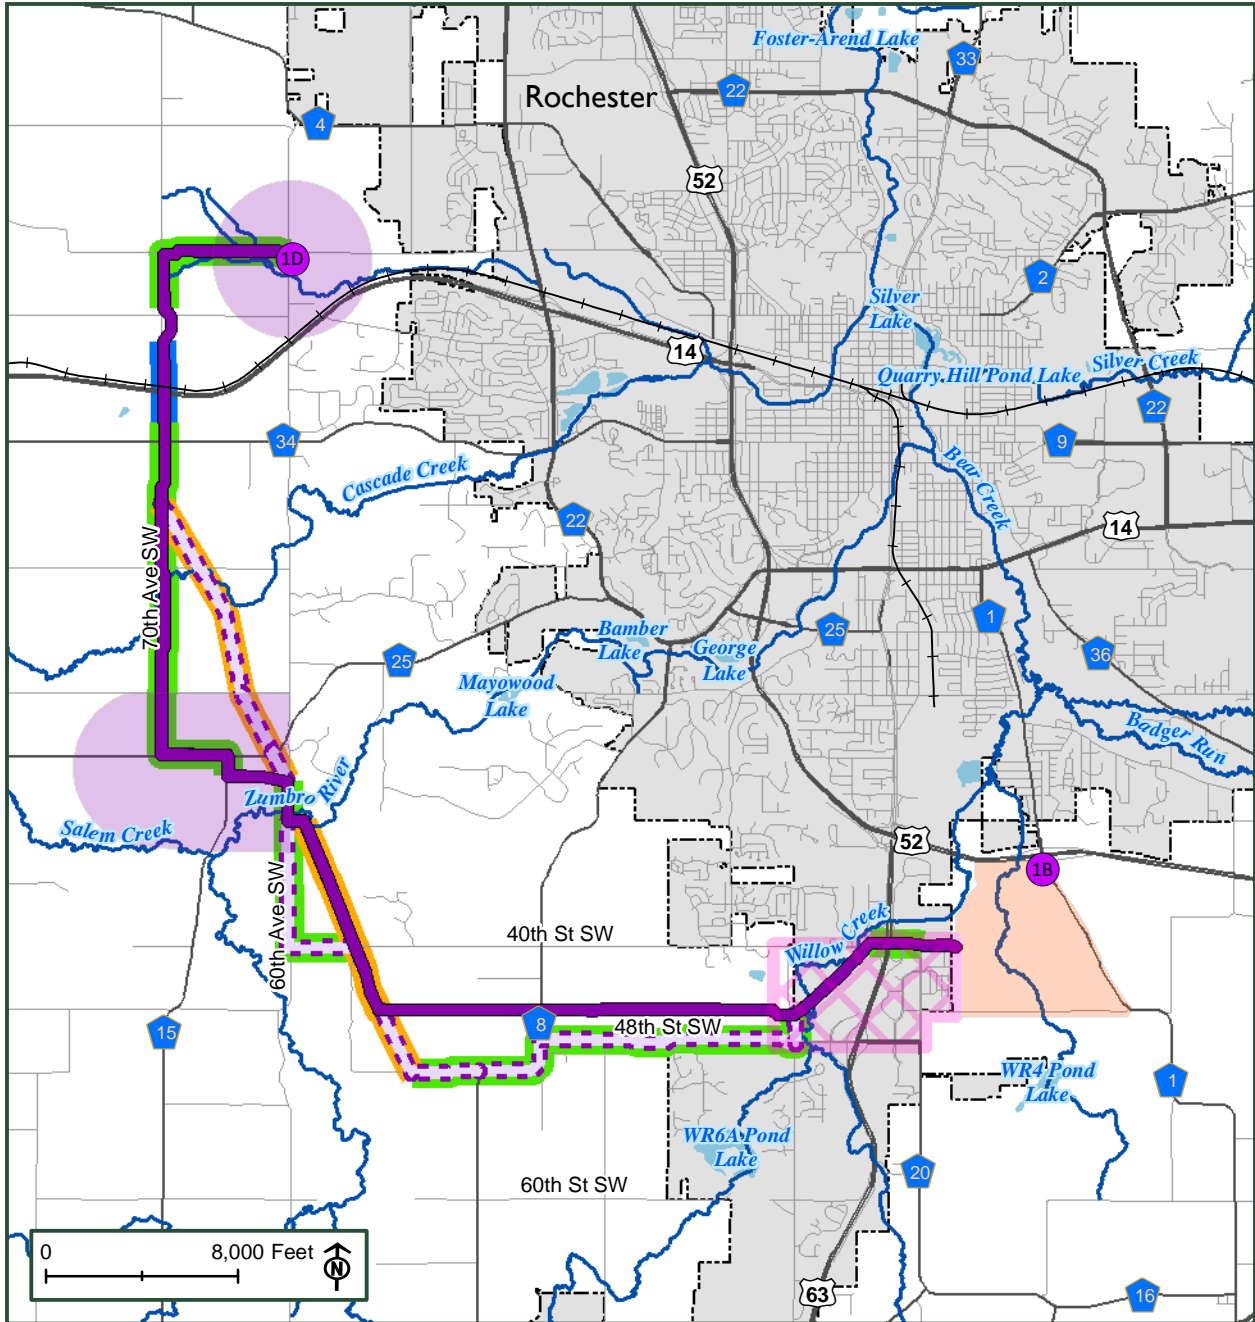 Foster-Arend Lake
33
22
Rochester
4
52
1D
2
Silver
Lake
14
Quarry Hill Pond Lake
Silver Creek
22
34
9
Cascade Creek
Bear Creek
22
14
70th Ave SW
1
25
Bamber
Lake
George
Lake
25
36
Mayowood
Lake
Badger Run
Zumbro River
Salem Creek
52
1B
60th Ave SW
40th St SW
Willow Creek
15
8
48th St SW
WR4 Pond
Lake
1
WR6A Pond
Lake
20
60th St SW
0 8,000 Feet
N
63
16